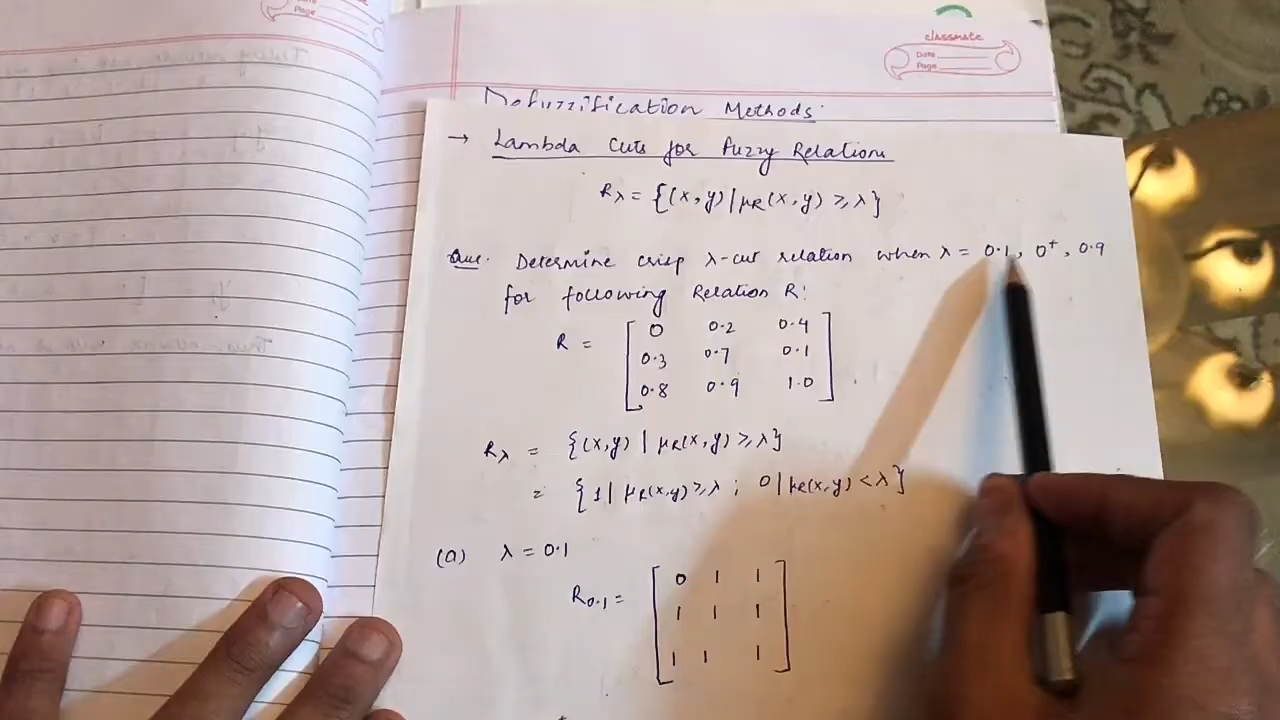 classmate
Date
Page
Page
Defuzzification Methods:
→ Lambda Cuts for Fuzzy Relations
Rλ = {(x, y) | μR(x, y) ≥ λ}
Que. Determine crisp λ-cut relation when λ = 0.1, 0⁺, 0.9
for following Relation R:
R = [0 0.2 0.4
0.3 0.7 0.1
0.8 0.9 1.0]
Rλ = {(x, y) | μR(x, y) ≥ λ}
= {1 | μR(x, y) ≥ λ ; 0 | μR(x, y) < λ}
(a) λ = 0.1
R0.1 = [0 1 1
1 1 1
1 1 1]